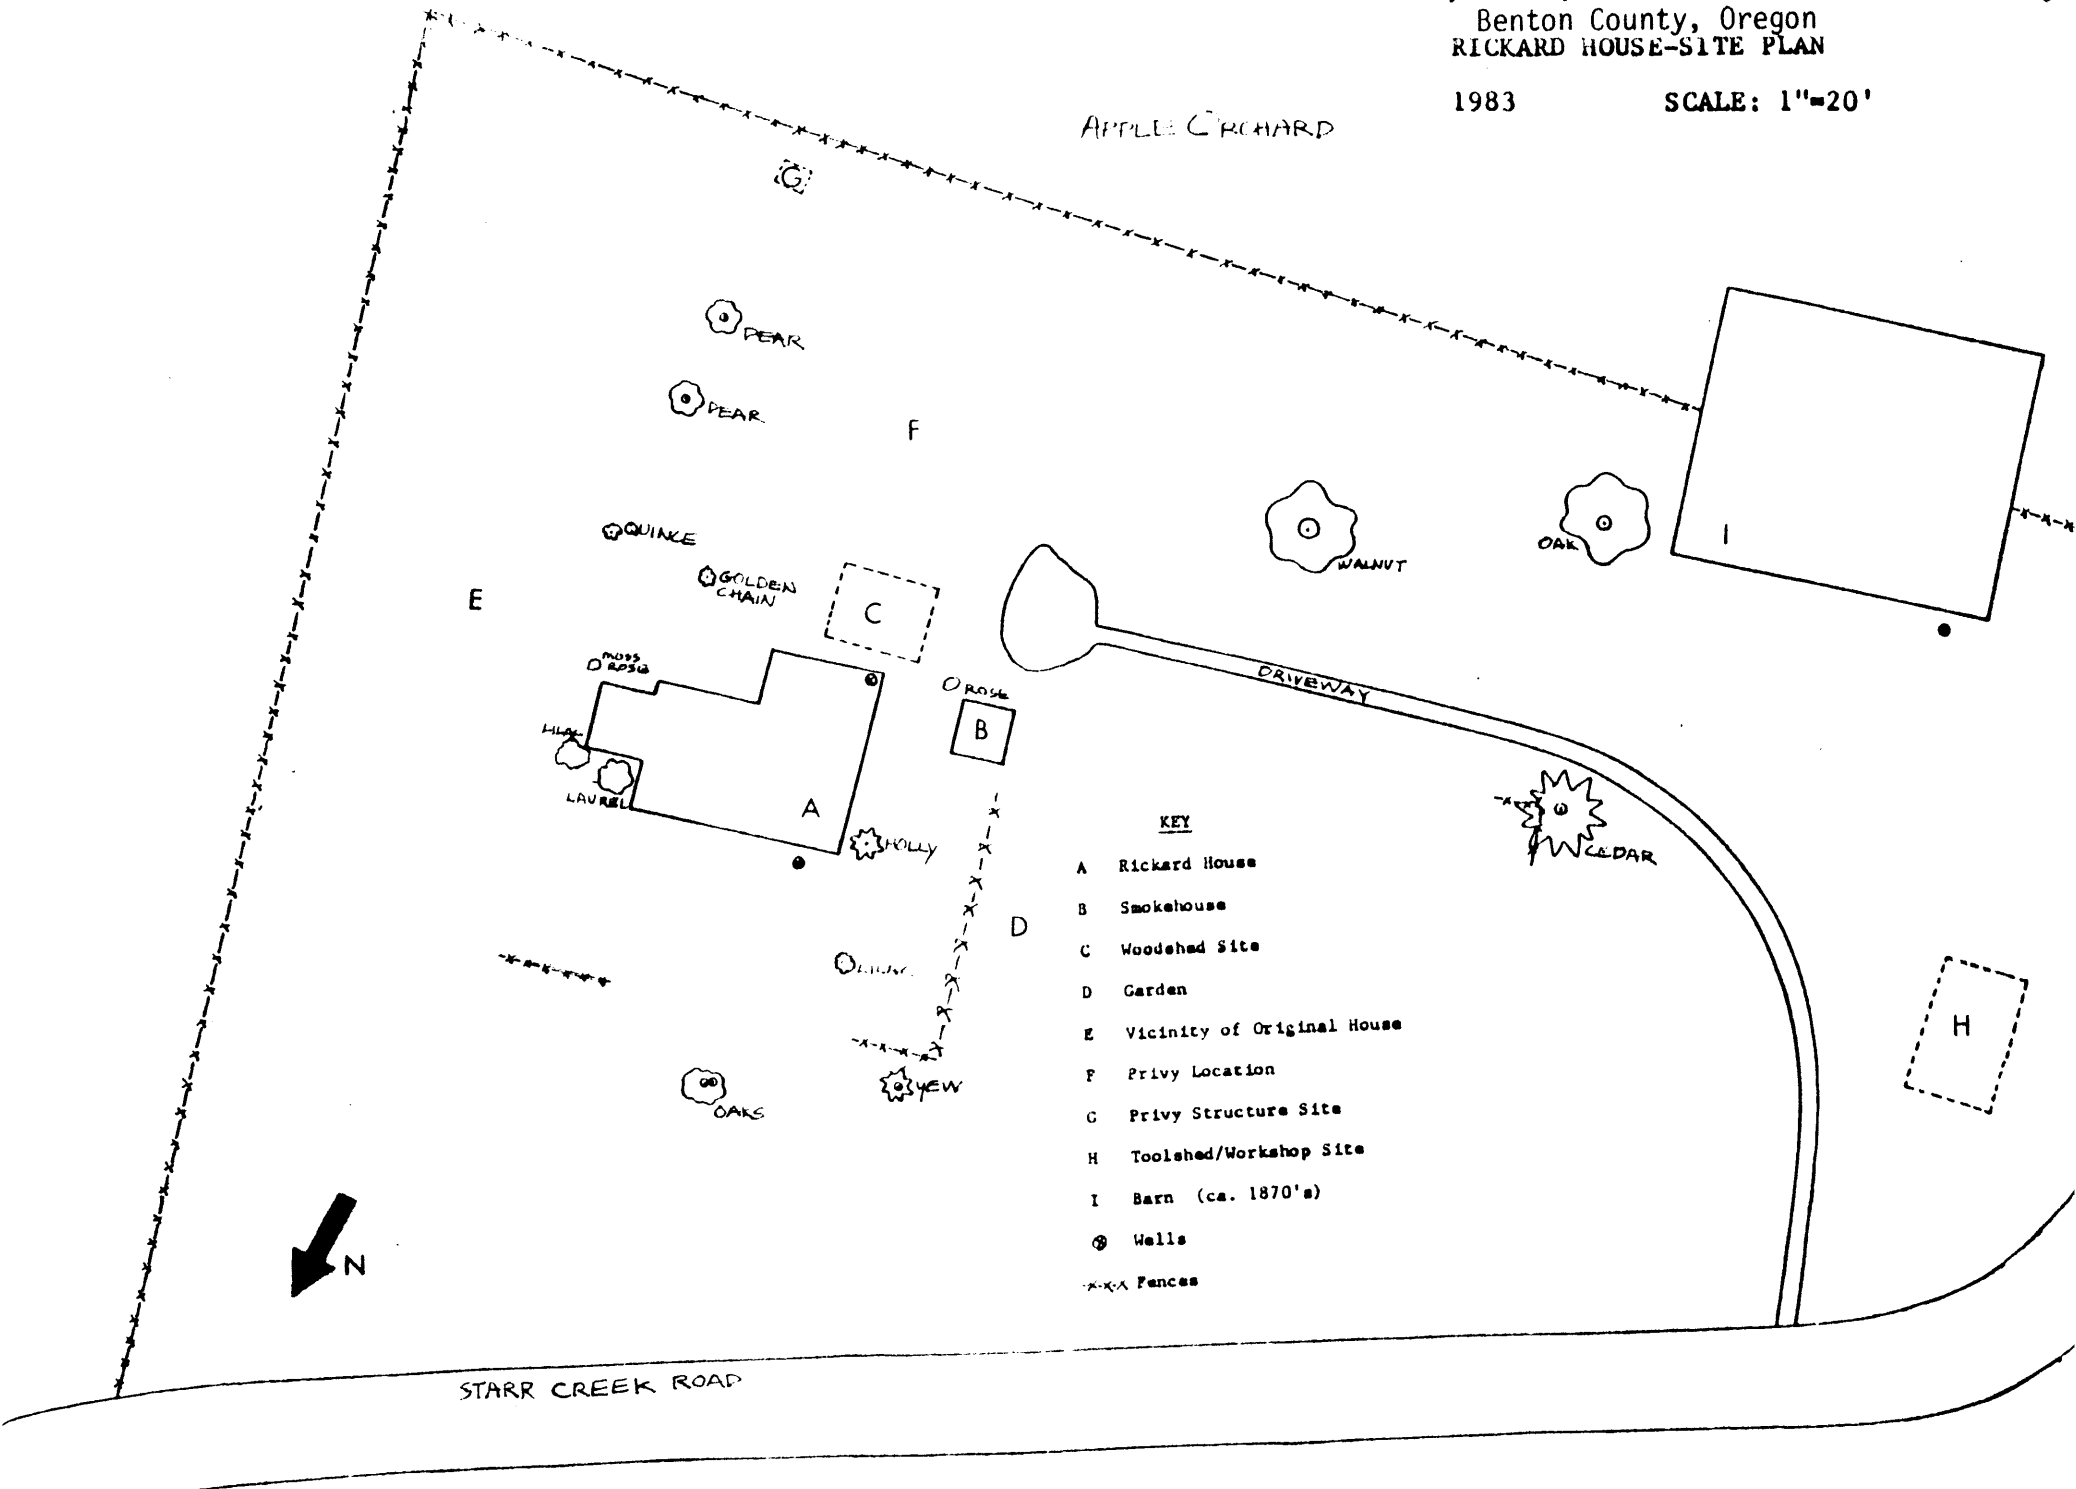 Benton County, Oregon
RICKARD HOUSE-SITE PLAN
1983 SCALE: 1"=20'
APPLE ORCHARD
G
PEAR
PEAR
F
QUINCE
GOLDEN
CHAIN
WALNUT
OAK
I
E
C
MOSS
ROSE
ROSE
B
DRIVEWAY
LILAC
LAUREL
A
HOLLY
CEDAR
D
LILAC
YEW
OAKS
H
KEY
A Rickard House
B Smokehouse
C Woodshed Site
D Garden
E Vicinity of Original House
F Privy Location
G Privy Structure Site
H Toolshed/Workshop Site
I Barn (ca. 1870's)
Wells
-x-x-x Fences
N
STARR CREEK ROAD